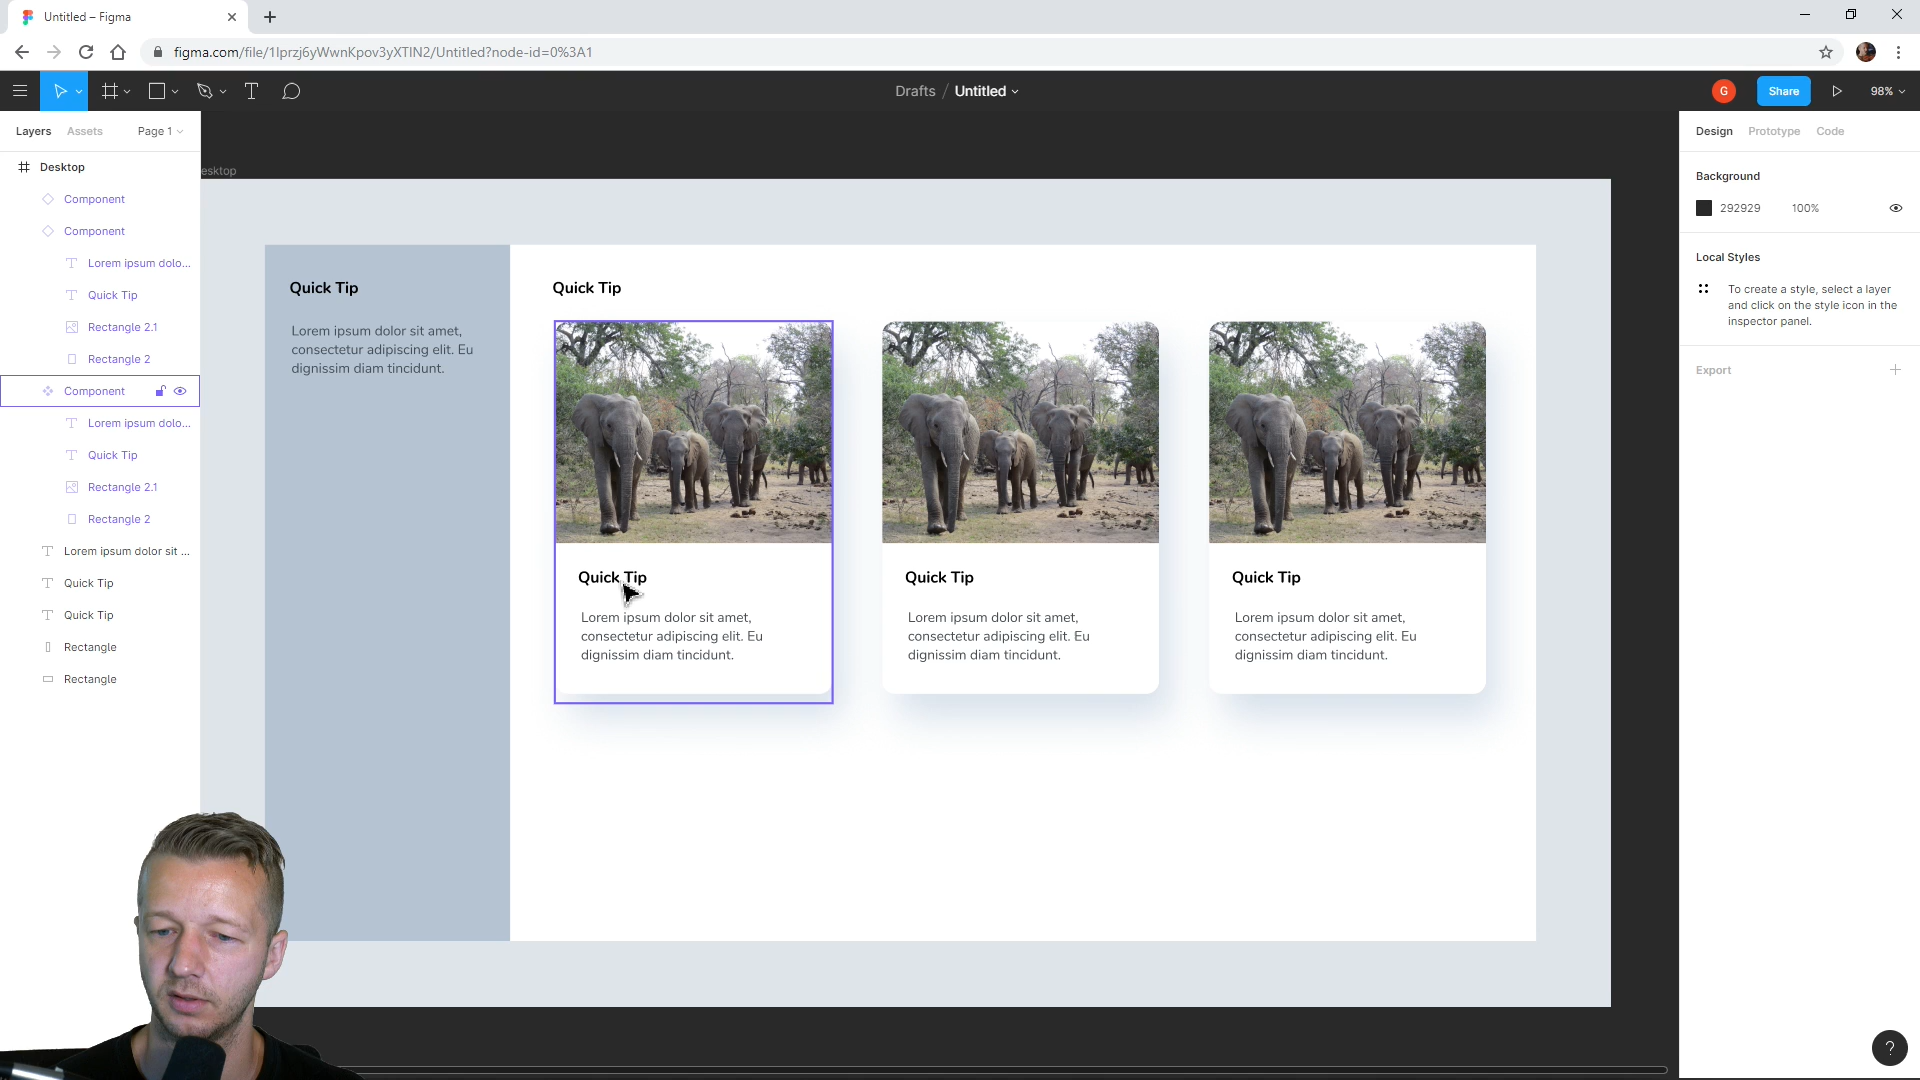 Untitled – Figma
figma.com/file/1lprzj6yWwnKpov3yXTlN2/Untitled?node-id=0%3A1
Drafts / Untitled
G
Share
98%
Layers
Assets
Page 1
Design
Prototype
Code
Desktop
Component
Component
Lorem ipsum dolo...
Quick Tip
Rectangle 2.1
Rectangle 2
Component
Lorem ipsum dolo...
Quick Tip
Rectangle 2.1
Rectangle 2
Lorem ipsum dolor sit ...
Quick Tip
Quick Tip
Rectangle
Rectangle
esktop
Quick Tip
Lorem ipsum dolor sit amet,
consectetur adipiscing elit. Eu
dignissim diam tincidunt.
Quick Tip
Quick Tip
Lorem ipsum dolor sit amet,
consectetur adipiscing elit. Eu
dignissim diam tincidunt.
Quick Tip
Lorem ipsum dolor sit amet,
consectetur adipiscing elit. Eu
dignissim diam tincidunt.
Quick Tip
Lorem ipsum dolor sit amet,
consectetur adipiscing elit. Eu
dignissim diam tincidunt.
Background
292929 100%
Local Styles
To create a style, select a layer
and click on the style icon in the
inspector panel.
Export
?